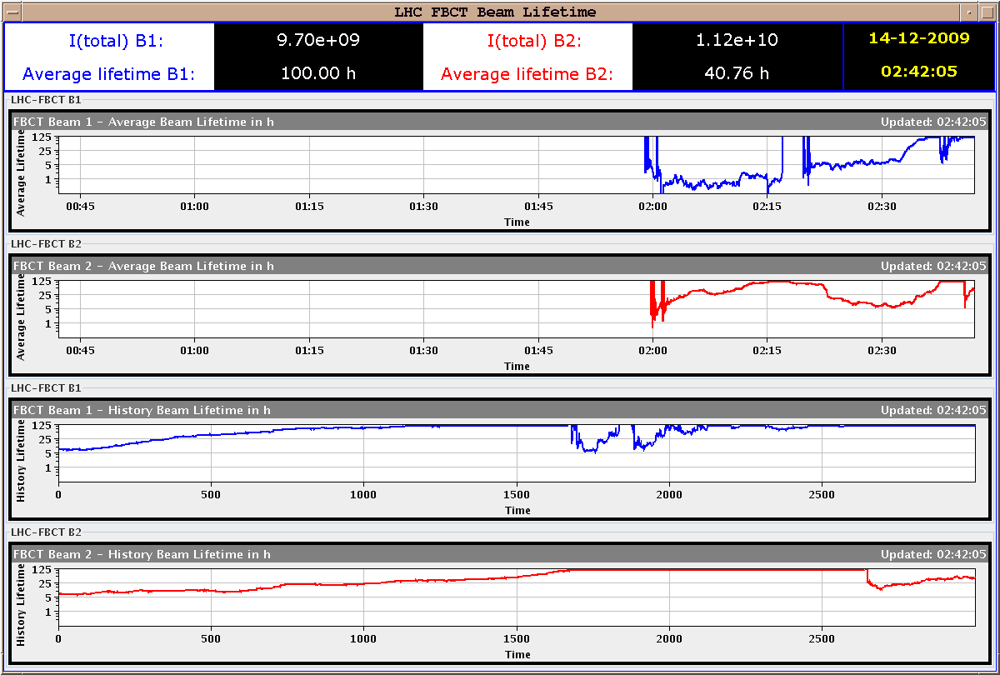 LHC FBCT Beam Lifetime
I(total) B1: 9.70e+09 I(total) B2: 1.12e+10 14-12-2009
Average lifetime B1: 100.00 h Average lifetime B2: 40.76 h 02:42:05
LHC-FBCT B1
FBCT Beam 1 - Average Beam Lifetime in h Updated: 02:42:05
Average Lifetime
125
25
5
1
00:45 01:00 01:15 01:30 01:45 02:00 02:15 02:30
Time
LHC-FBCT B2
FBCT Beam 2 - Average Beam Lifetime in h Updated: 02:42:05
Average Lifetime
125
25
5
1
00:45 01:00 01:15 01:30 01:45 02:00 02:15 02:30
Time
LHC-FBCT B1
FBCT Beam 1 - History Beam Lifetime in h Updated: 02:42:05
History Lifetime
125
25
5
1
0 500 1000 1500 2000 2500
Time
LHC-FBCT B2
FBCT Beam 2 - History Beam Lifetime in h Updated: 02:42:05
History Lifetime
125
25
5
1
0 500 1000 1500 2000 2500
Time